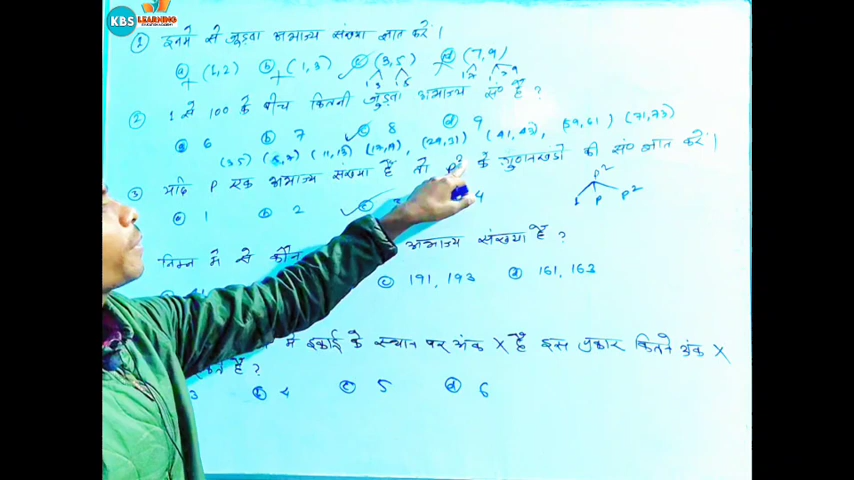 KBS LEARNING
① इनमे से जुड़वा अभाज्य संख्या ज्ञात करें।
ⓐ (1,2) ⓑ (1,3) ⓒ (3,5) ⓓ (7,9)
② 1 से 100 के बीच कितनी जुड़वा अभाज्य सं० है ?
ⓐ 6 ⓑ 7 ⓒ 8 ⓓ 9
(3,5) (5,7) (11,13) (17,19), (29,31) (41,43), (59,61) (71,73)
③ यदि P एक अभाज्य संख्या है तो P² के गुणनखंडो की सं० ज्ञात करें।
P²
1 P P²
ⓐ 1 ⓑ 2 4
निम्न मे से कौन अभाज्य संख्या है ?
ⓒ 191, 193 ⓓ 161, 163
मे इकाई के स्थान पर अंक X है इस प्रकार कितने अंक X
है ?
3 ⓑ 4 ⓒ 5 ⓓ 6